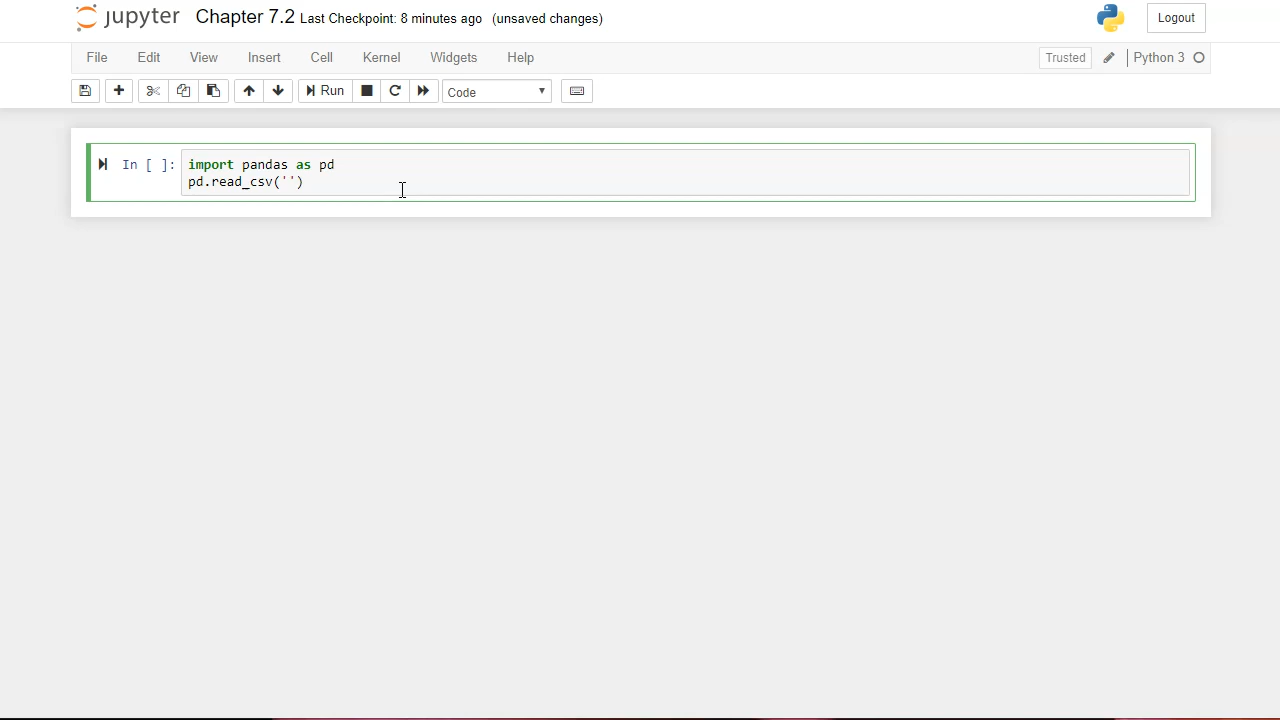 jupyter Chapter 7.2 Last Checkpoint: 8 minutes ago (unsaved changes) Logout
File Edit View Insert Cell Kernel Widgets Help Trusted Python 3
Run Code
In [ ]: import pandas as pd
pd.read_csv('')